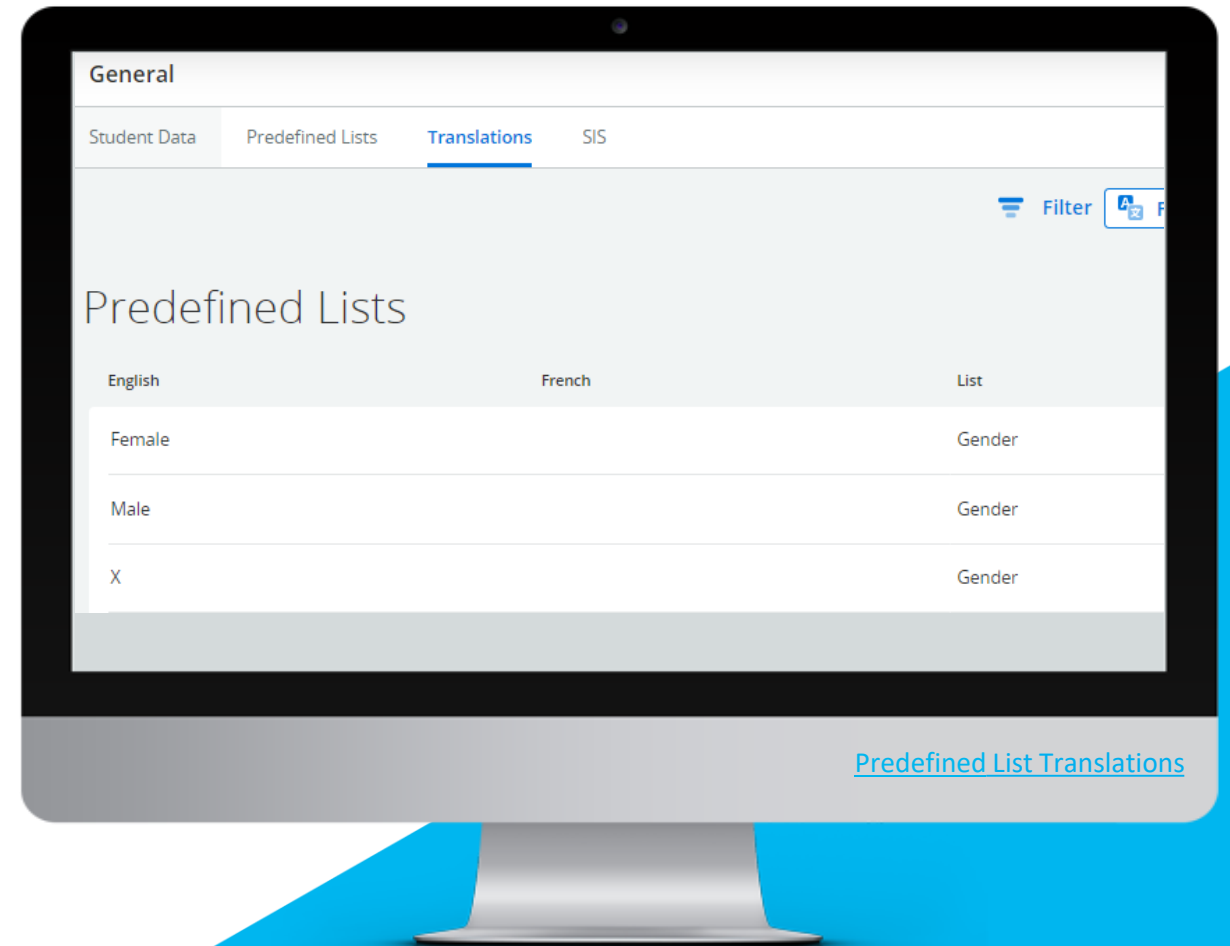 General
Student Data Predefined Lists Translations SIS
Filter F
Predefined Lists
English French List
Female Gender
Male Gender
X Gender
Predefined List Translations